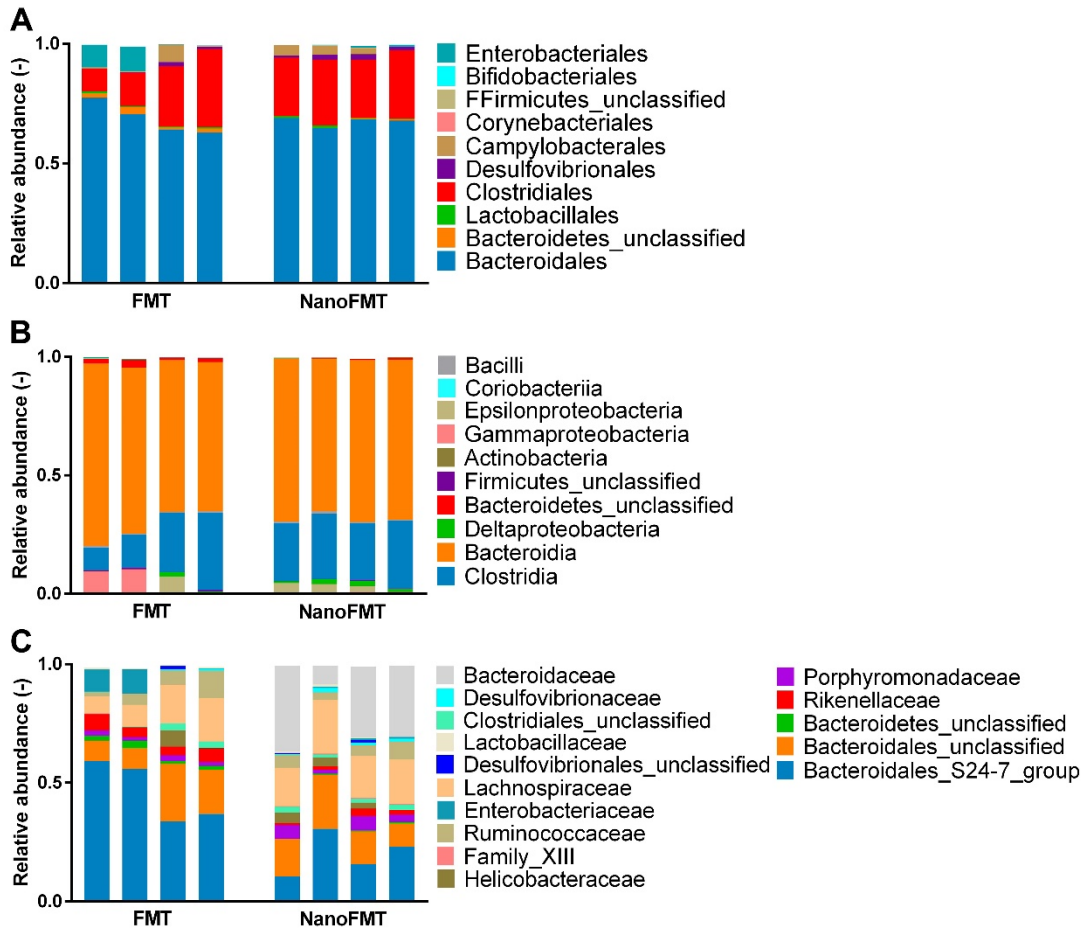 A
Relative abundance (-)
1.0
0.5
0.0
FMT
NanoFMT
Enterobacteriales
Bifidobacteriales
FFirmicutes_unclassified
Corynebacteriales
Campylobacterales
Desulfovibrionales
Clostridiales
Lactobacillales
Bacteroidetes_unclassified
Bacteroidales
B
Relative abundance (-)
1.0
0.5
0.0
FMT
NanoFMT
Bacilli
Coriobacteriia
Epsilonproteobacteria
Gammaproteobacteria
Actinobacteria
Firmicutes_unclassified
Bacteroidetes_unclassified
Deltaproteobacteria
Bacteroidia
Clostridia
C
Relative abundance (-)
1.0
0.5
0.0
FMT
NanoFMT
Bacteroidaceae
Desulfovibrionaceae
Clostridiales_unclassified
Lactobacillaceae
Desulfovibrionales_unclassified
Lachnospiraceae
Enterobacteriaceae
Ruminococcaceae
Family_XIII
Helicobacteraceae
Porphyromonadaceae
Rikenellaceae
Bacteroidetes_unclassified
Bacteroidales_unclassified
Bacteroidales_S24-7_group